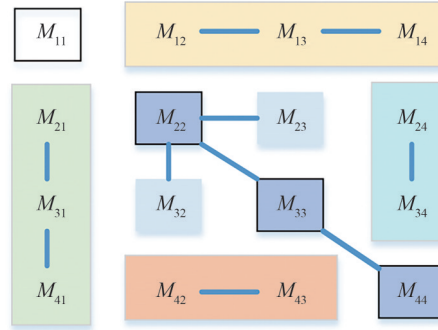 M₁₁ M₁₂ M₁₃ M₁₄
M₂₁ M₂₂ M₂₃ M₂₄
M₃₁ M₃₂ M₃₃ M₃₄
M₄₁ M₄₂ M₄₃ M₄₄